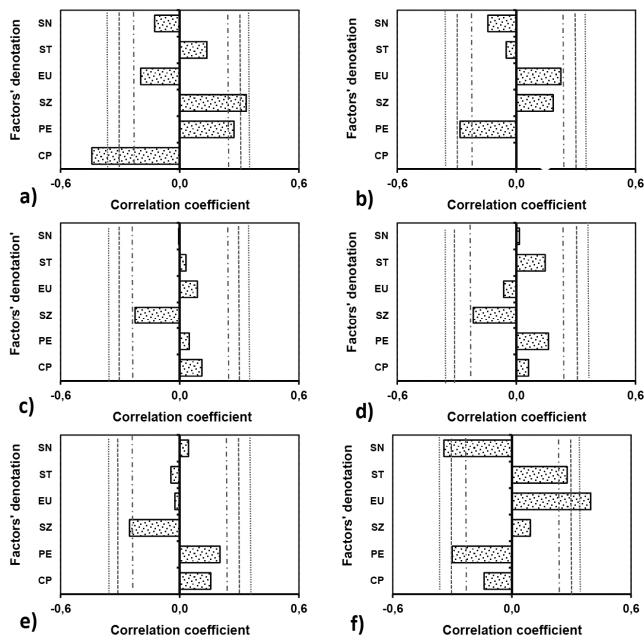 Factors' denotation
SN
ST
EU
SZ
PE
CP
a)
-0,6
0,0
0,6
Correlation coefficient
Factors' denotation
SN
ST
EU
SZ
PE
CP
b)
-0,6
0,0
0,6
Correlation coefficient
Factors' denotation'
SN
ST
EU
SZ
PE
CP
c)
-0,6
0,0
0,6
Correlation coefficient
Factors' denotation
SN
ST
EU
SZ
PE
CP
d)
-0,6
0,0
0,6
Correlation coefficient
Factors' denotation
SN
ST
EU
SZ
PE
CP
e)
-0,6
0,0
0,6
Correlation coefficient
Factors' denotation
SN
ST
EU
SZ
PE
CP
f)
-0,6
0,0
0,6
Correlation coefficient